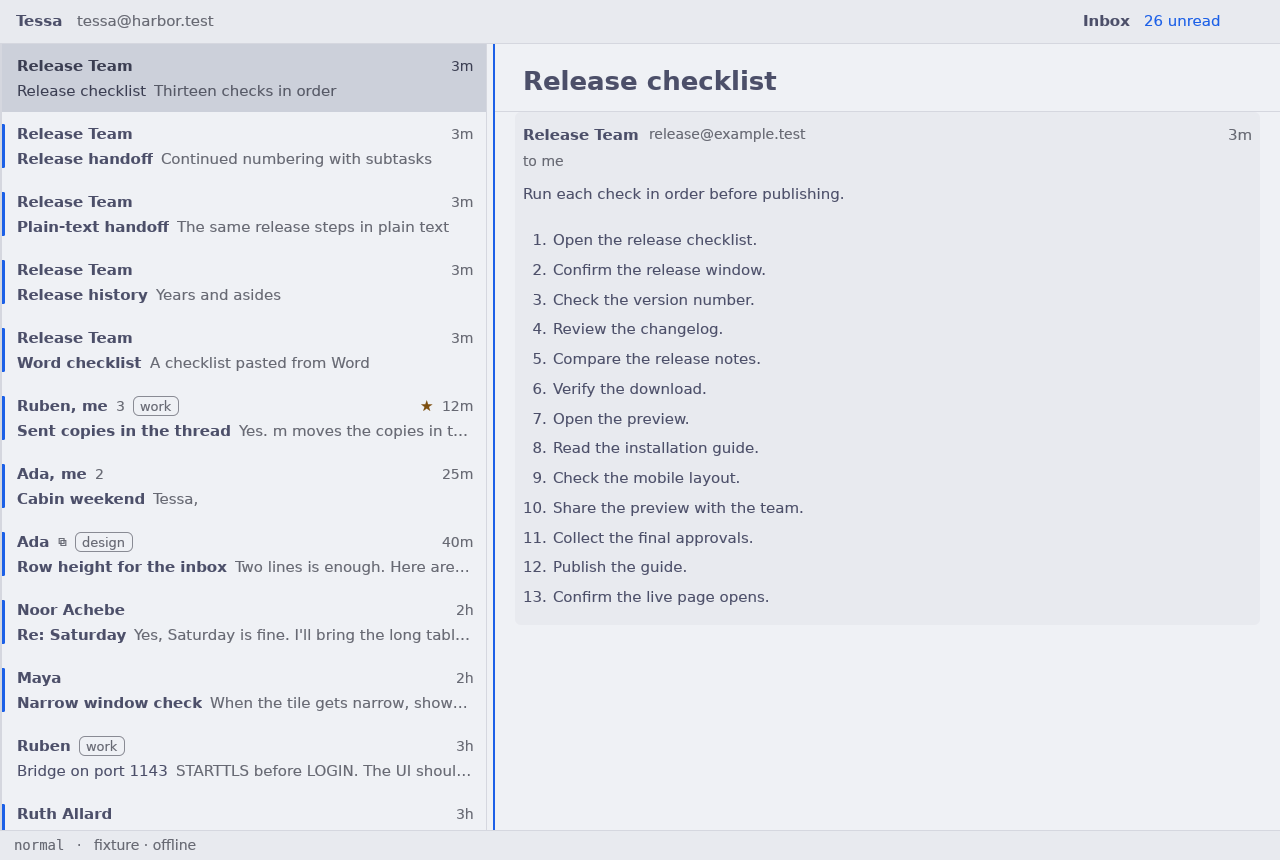 Tessa tessa@harbor.test Inbox 26 unread
Release Team 3m
Release checklist Thirteen checks in order
Release Team 3m
Release handoff Continued numbering with subtasks
Release Team 3m
Plain-text handoff The same release steps in plain text
Release Team 3m
Release history Years and asides
Release Team 3m
Word checklist A checklist pasted from Word
Ruben, me 3 work ★ 12m
Sent copies in the thread Yes. m moves the copies in t…
Ada, me 2 25m
Cabin weekend Tessa,
Ada ⧉ design 40m
Row height for the inbox Two lines is enough. Here are…
Noor Achebe 2h
Re: Saturday Yes, Saturday is fine. I'll bring the long tabl…
Maya 2h
Narrow window check When the tile gets narrow, show…
Ruben work 3h
Bridge on port 1143 STARTTLS before LOGIN. The UI shoul…
Ruth Allard 3h
Release checklist
Release Team release@example.test 3m
to me
Run each check in order before publishing.
1. Open the release checklist.
2. Confirm the release window.
3. Check the version number.
4. Review the changelog.
5. Compare the release notes.
6. Verify the download.
7. Open the preview.
8. Read the installation guide.
9. Check the mobile layout.
10. Share the preview with the team.
11. Collect the final approvals.
12. Publish the guide.
13. Confirm the live page opens.
normal · fixture · offline